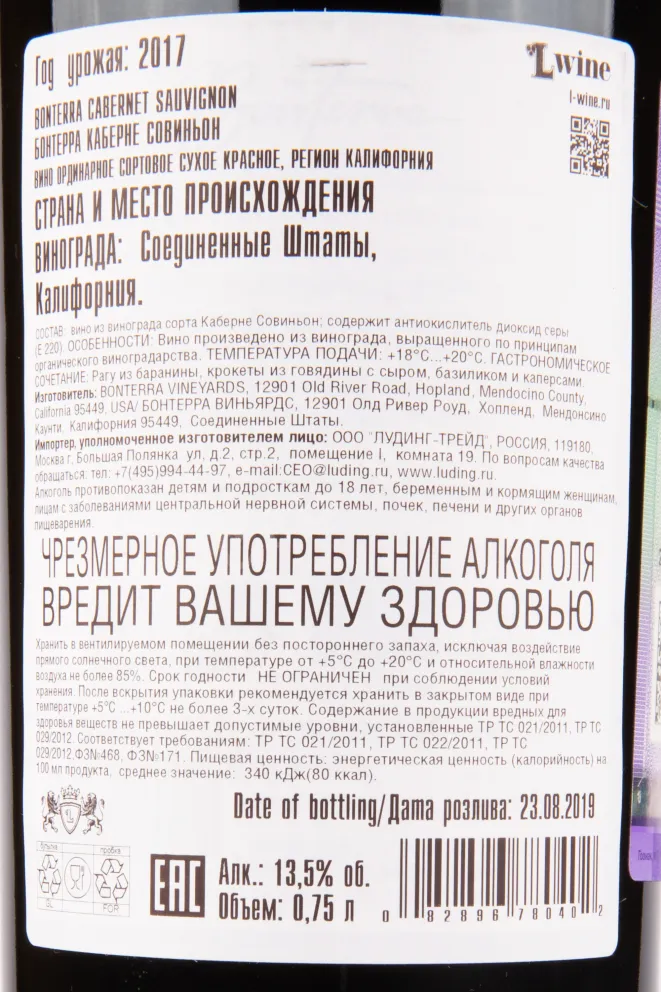 Год урожая: 2017
Lwine
l-wine.ru
BONTERRA CABERNET SAUVIGNON
БОНТЕРРА КАБЕРНЕ СОВИНЬОН
ВИНО ОРДИНАРНОЕ СОРТОВОЕ СУХОЕ КРАСНОЕ, РЕГИОН КАЛИФОРНИЯ
СТРАНА И МЕСТО ПРОИСХОЖДЕНИЯ
ВИНОГРАДА: Соединенные Штаты,
Калифорния.
СОСТАВ: вино из винограда сорта Каберне Совиньон; содержит антиокислитель диоксид серы
(Е 220). ОСОБЕННОСТИ: Вино произведено из винограда, выращенного по принципам
органического виноградарства. ТЕМПЕРАТУРА ПОДАЧИ: +18°С...+20°С. ГАСТРОНОМИЧЕСКОЕ
СОЧЕТАНИЕ: Рагу из баранины, крокеты из говядины с сыром, базиликом и каперсами.
Изготовитель: BONTERRA VINEYARDS, 12901 Old River Road, Hopland, Mendocino County,
California 95449, USA/ БОНТЕРРА ВИНЬЯРДС, 12901 Олд Ривер Роуд, Хопленд, Мендонсино
Каунти, Калифорния 95449, Соединенные Штаты.
Импортер, уполномоченное изготовителем лицо: ООО "ЛУДИНГ-ТРЕЙД", РОССИЯ, 119180,
Москва г, Большая Полянка ул, д.2, стр.2, помещение I, комната 19. По вопросам качества
обращаться: тел: +7(495)994-44-97, e-mail:CEO@luding.ru, www.luding.ru.
Алкоголь противопоказан детям и подросткам до 18 лет, беременным и кормящим женщинам,
лицам с заболеваниями центральной нервной системы, почек, печени и других органов
пищеварения.
ЧРЕЗМЕРНОЕ УПОТРЕБЛЕНИЕ АЛКОГОЛЯ
ВРЕДИТ ВАШЕМУ ЗДОРОВЬЮ
Хранить в вентилируемом помещении без постороннего запаха, исключая воздействие
прямого солнечного света, при температуре от +5°С до +20°С и относительной влажности
воздуха не более 85%. Срок годности НЕ ОГРАНИЧЕН при соблюдении условий
хранения. После вскрытия упаковки рекомендуется хранить в закрытом виде при
температуре +5°С ...+10°С не более 3-х суток. Содержание в продукции вредных для
здоровья веществ не превышает допустимые уровни, установленные ТР ТС 021/2011, ТР ТС
029/2012. Соответствует требованиям: ТР ТС 021/2011, ТР ТС 022/2011, ТР ТС
029/2012,ФЗ№468, ФЗ№171. Пищевая ценность: энергетическая ценность (калорийность) на
100 мл продукта, среднее значение: 340 кДж(80 ккал).
Date of bottling/Дата розлива: 23.08.2019
бутылка
пробка
GL
FOR
EAC
Алк.: 13,5% об.
Объем: 0,75 л
0 82896 78040 2